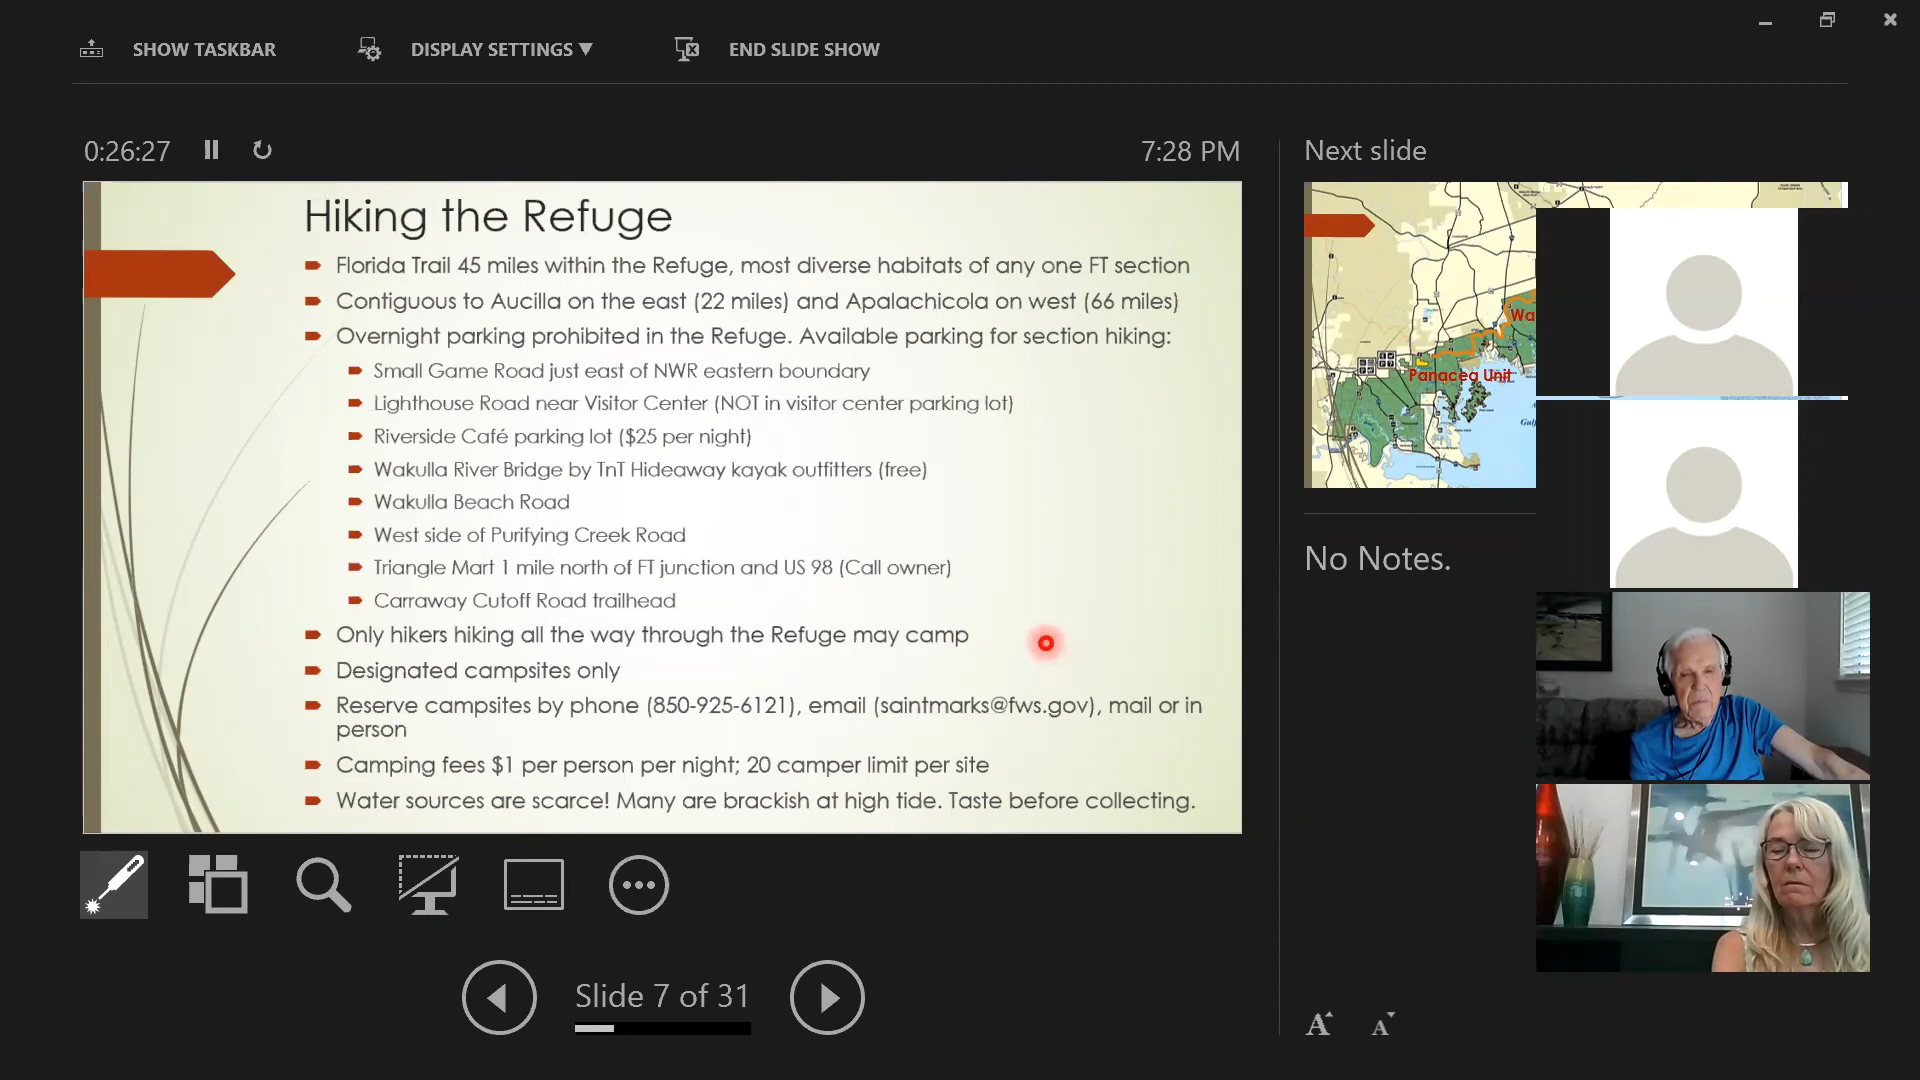 SHOW TASKBAR
DISPLAY SETTINGS ▼
END SLIDE SHOW
0:26:27
7:28 PM
Next slide
Hiking the Refuge
Florida Trail 45 miles within the Refuge, most diverse habitats of any one FT section
Contiguous to Aucilla on the east (22 miles) and Apalachicola on west (66 miles)
Overnight parking prohibited in the Refuge. Available parking for section hiking:
Small Game Road just east of NWR eastern boundary
Lighthouse Road near Visitor Center (NOT in visitor center parking lot)
Riverside Café parking lot ($25 per night)
Wakulla River Bridge by TnT Hideaway kayak outfitters (free)
Wakulla Beach Road
West side of Purifying Creek Road
Triangle Mart 1 mile north of FT junction and US 98 (Call owner)
Carraway Cutoff Road trailhead
Only hikers hiking all the way through the Refuge may camp
Designated campsites only
Reserve campsites by phone (850-925-6121), email (saintmarks@fws.gov), mail or in
person
Camping fees $1 per person per night; 20 camper limit per site
Water sources are scarce! Many are brackish at high tide. Taste before collecting.
Wa
Panacea Unit
No Notes.
Slide 7 of 31
A A